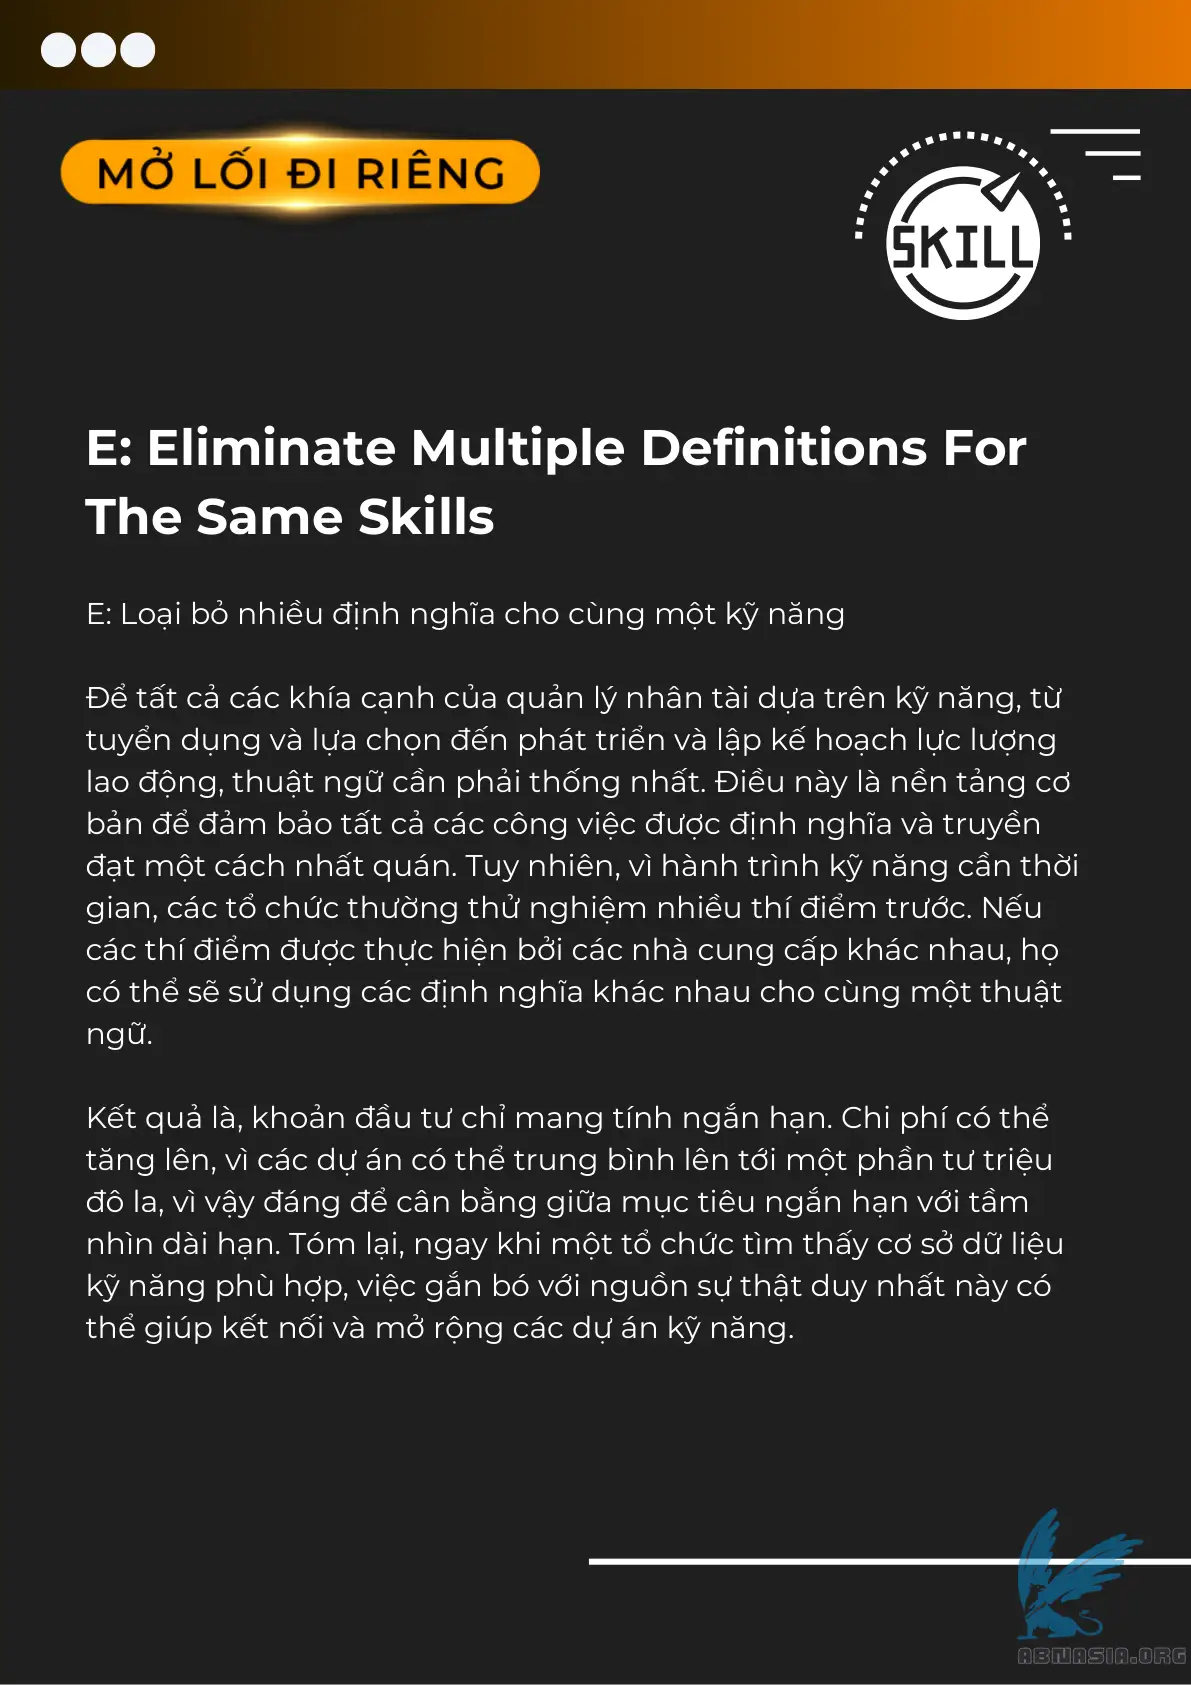 MỞ LỐI ĐI RIÊNG
SKILL
E: Eliminate Multiple Definitions For
The Same Skills
E: Loại bỏ nhiều định nghĩa cho cùng một kỹ năng
Để tất cả các khía cạnh của quản lý nhân tài dựa trên kỹ năng, từ
tuyển dụng và lựa chọn đến phát triển và lập kế hoạch lực lượng
lao động, thuật ngữ cần phải thống nhất. Điều này là nền tảng cơ
bản để đảm bảo tất cả các công việc được định nghĩa và truyền
đạt một cách nhất quán. Tuy nhiên, vì hành trình kỹ năng cần thời
gian, các tổ chức thường thử nghiệm nhiều thí điểm trước. Nếu
các thí điểm được thực hiện bởi các nhà cung cấp khác nhau, họ
có thể sẽ sử dụng các định nghĩa khác nhau cho cùng một thuật
ngữ.
Kết quả là, khoản đầu tư chỉ mang tính ngắn hạn. Chi phí có thể
tăng lên, vì các dự án có thể trung bình lên tới một phần tư triệu
đô la, vì vậy đáng để cân bằng giữa mục tiêu ngắn hạn với tầm
nhìn dài hạn. Tóm lại, ngay khi một tổ chức tìm thấy cơ sở dữ liệu
kỹ năng phù hợp, việc gắn bó với nguồn sự thật duy nhất này có
thể giúp kết nối và mở rộng các dự án kỹ năng.
ABNASIA.ORG